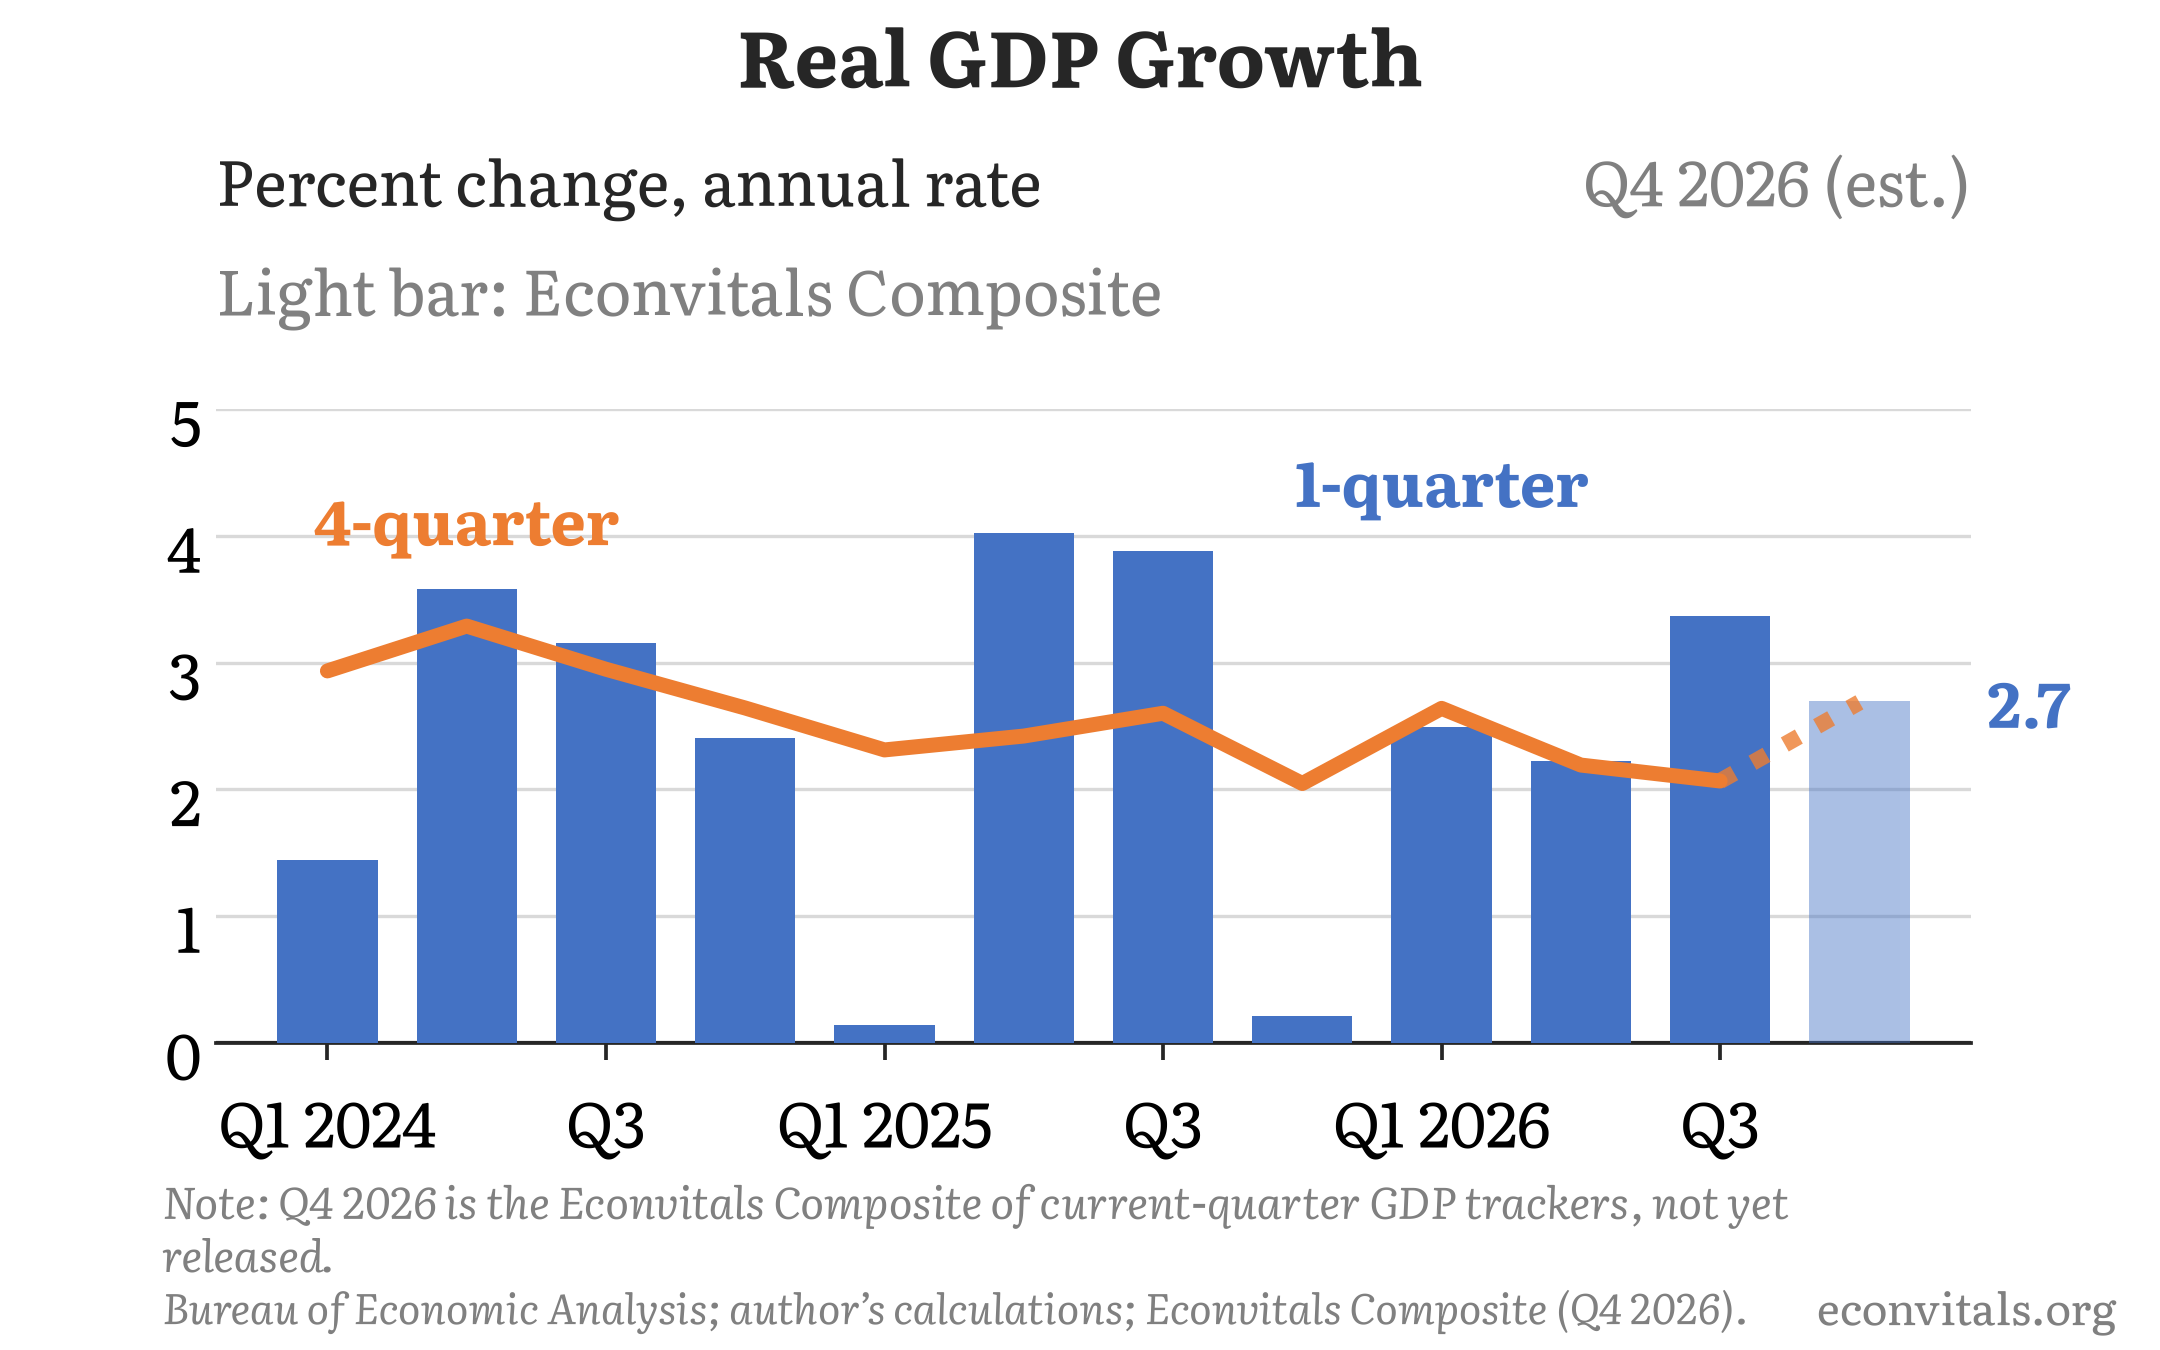 Real GDP Growth
Percent change, annual rate
Q4 2026 (est.)
Light bar: Econvitals Composite
5
4-quarter
1-quarter
4
3
2.7
2
1
0
Q1 2024
Q3
Q1 2025
Q3
Q1 2026
Q3
Note: Q4 2026 is the Econvitals Composite of current-quarter GDP trackers, not yet
released.
Bureau of Economic Analysis; author’s calculations; Econvitals Composite (Q4 2026).
econvitals.org